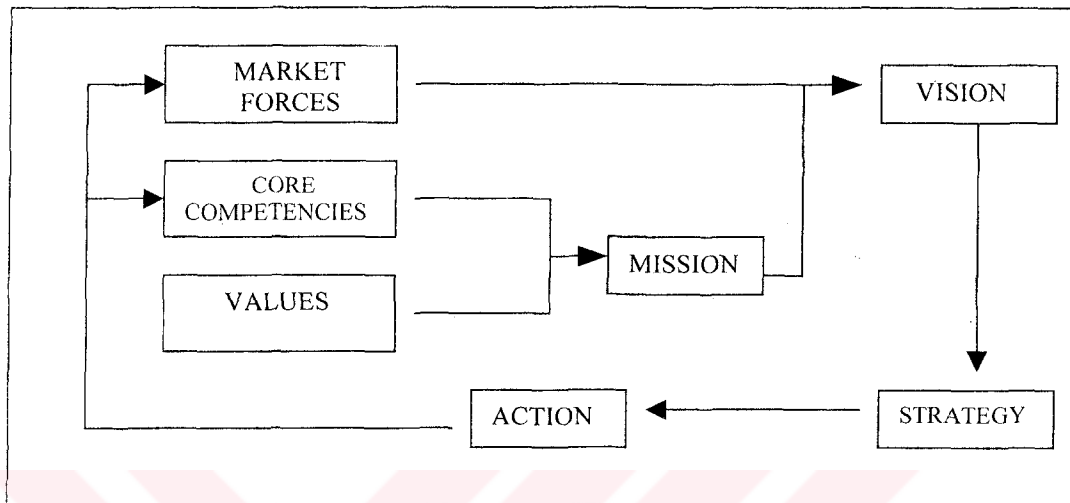 MARKET
FORCES
VISION
CORE
COMPETENCIES
MISSION
VALUES
ACTION
STRATEGY